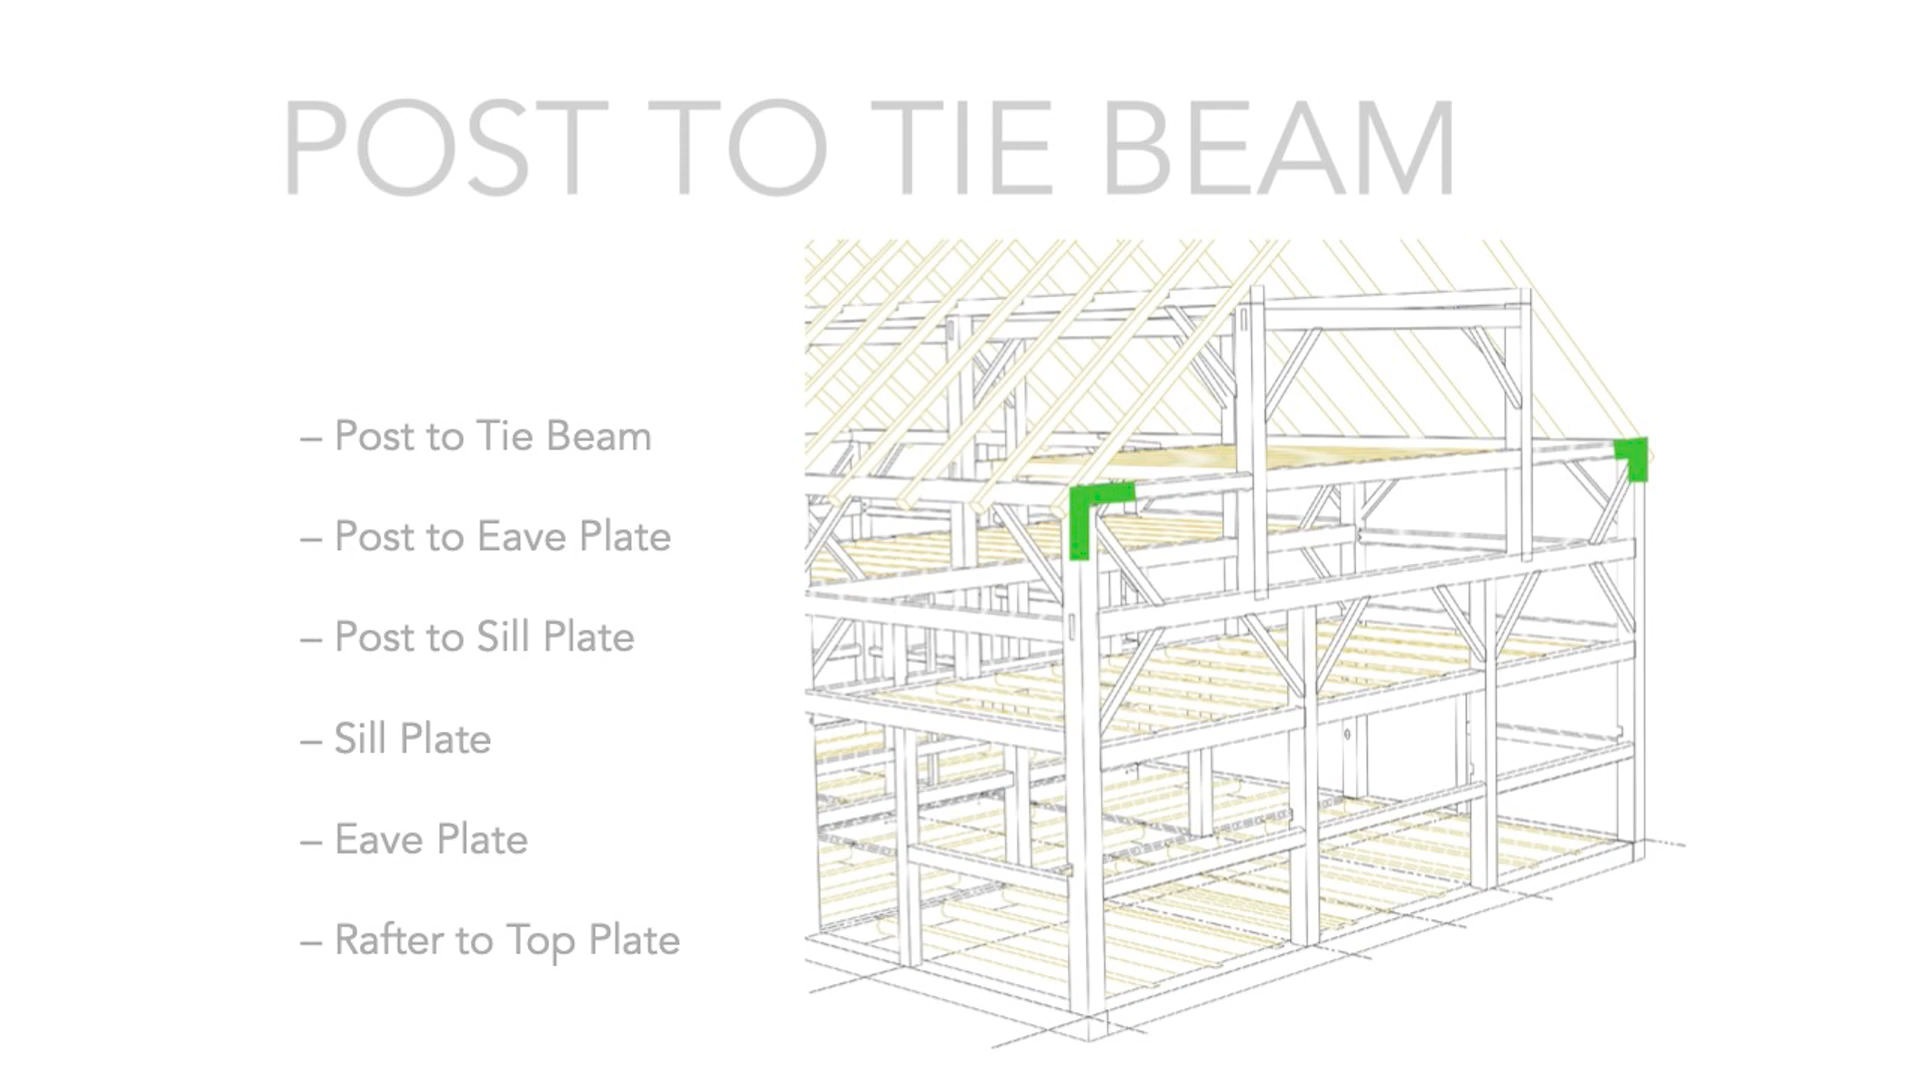 POST TO TIE BEAM
– Post to Tie Beam
– Post to Eave Plate
– Post to Sill Plate
– Sill Plate
– Eave Plate
– Rafter to Top Plate